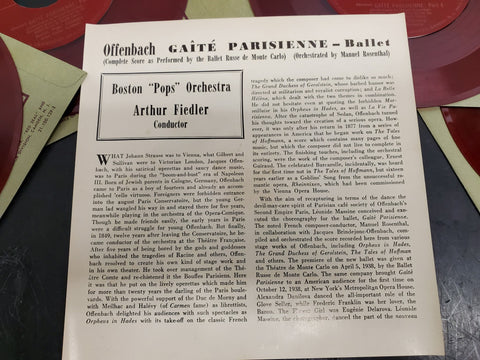 Offenbach GAÎTÉ PARISIENNE – Ballet
(Complete Score as Performed by the Ballet Russe de Monte Carlo) (Orchestrated by Manuel Rosenthal)
Boston "Pops" Orchestra
Arthur Fiedler
Conductor
WHAT Johann Strauss was to Vienna, what Gilbert
and Sullivan were to Victorian London, Jacques Offen-
bach, with his satirical operettas and saucy dance music,
was to Paris during the "boom-and-bust" era of Napoleon
III. Born of Jewish parents in Cologne, Germany, Offenbach
came to Paris as a boy of fourteen and already an accom-
plished 'cello virtuoso. Foreigners were forbidden entrance
into the august Paris Conservatoire, but the young Ger-
man lad wangled his way in and stayed there for five years,
meanwhile playing in the orchestra of the Opera-Comique.
Though he made friends easily, the early years in Paris
were a difficult struggle for young Offenbach. But finally,
in 1849, twelve years after leaving the Conservatoire, he be-
came conductor of the orchestra at the Théâtre Française.
After five years of being bored by the gods and goddesses
who inhabited the tragedies of Racine and others, Offen-
bach resolved to create his own kind of stage work and
in his own theater. He took over management of the Thé-
âtre Comte and re-christened it the Bouffes Parisiens. Here
it was that he put on the lively operettas which made him
for more than twenty years the darling of the Paris boule-
vards. With the powerful support of the Duc de Morny and
with Meilhac and Halévy (of Carmen fame) as librettists,
Offenbach delighted his audiences with such spectacles as
Orpheus in Hades with its take-off on the classic French
tragedy which the composer had come to dislike so much;
The Grand Duchess of Gerolstein, whose barbed humor was
directed at militarism and royalist corruption; and La Belle
Hélène, which dealt with the two themes in combination.
He did not hesitate even at quoting the forbidden Mar-
seillaise in his Orpheus in Hades, as well as La Vie Pa-
risienne. After the catastrophe of Sedan, Offenbach turned
his thoughts toward the creation of a serious opera. How-
ever, it was only after his return in 1877 from a series of
appearances in America that he began work on The Tales
of Hoffmann, a score which contains many pages of fine
music, but which the composer did not live to complete in
its entirety. The finishing touches, including the orchestral
scoring, were the work of the composer's colleague, Ernest
Guiraud. The celebrated Barcarolle, incidentally, was heard
for the first time not in The Tales of Hoffmann, but sixteen
years earlier as a Goblins' Song from the unsuccessful ro-
mantic opera, Rheinnixen, which had been commissioned by
the Vienna Opera House.
With the aim of recapturing in terms of the dance the
devil-may-care spirit of Parisian café society of Offenbach's
Second Empire Paris, Léonide Massine conceived and ex-
ecuted the choreography for the ballet, Gaité Parisienne.
The noted French composer-conductor, Manuel Rosenthal,
in collaboration with Jacques Brindejonc-Offenbach, com-
piled and orchestrated the score recorded here from various
stage works of Offenbach, including Orpheus in Hades, The
Grand Duchess of Gerolstein, The Tales of Hoffmann
and others. The premiere of the new ballet was given at
the Théatre de Monte Carlo on April 5, 1938, by the Ballet
Russe de Monte Carlo. The same company brought Gaité
Parisienne to an American audience for the first time on
October 12, 1938, at New York's Metropolitan Opera House.
Alexandra Danilova danced the all-important role of the
Glove Seller, while Frederic Franklin was her lover, the
Baron. The Flower Girl was Eugénie Delarova. Léonide
Massine, the choreographer, danced the part of the nouveau